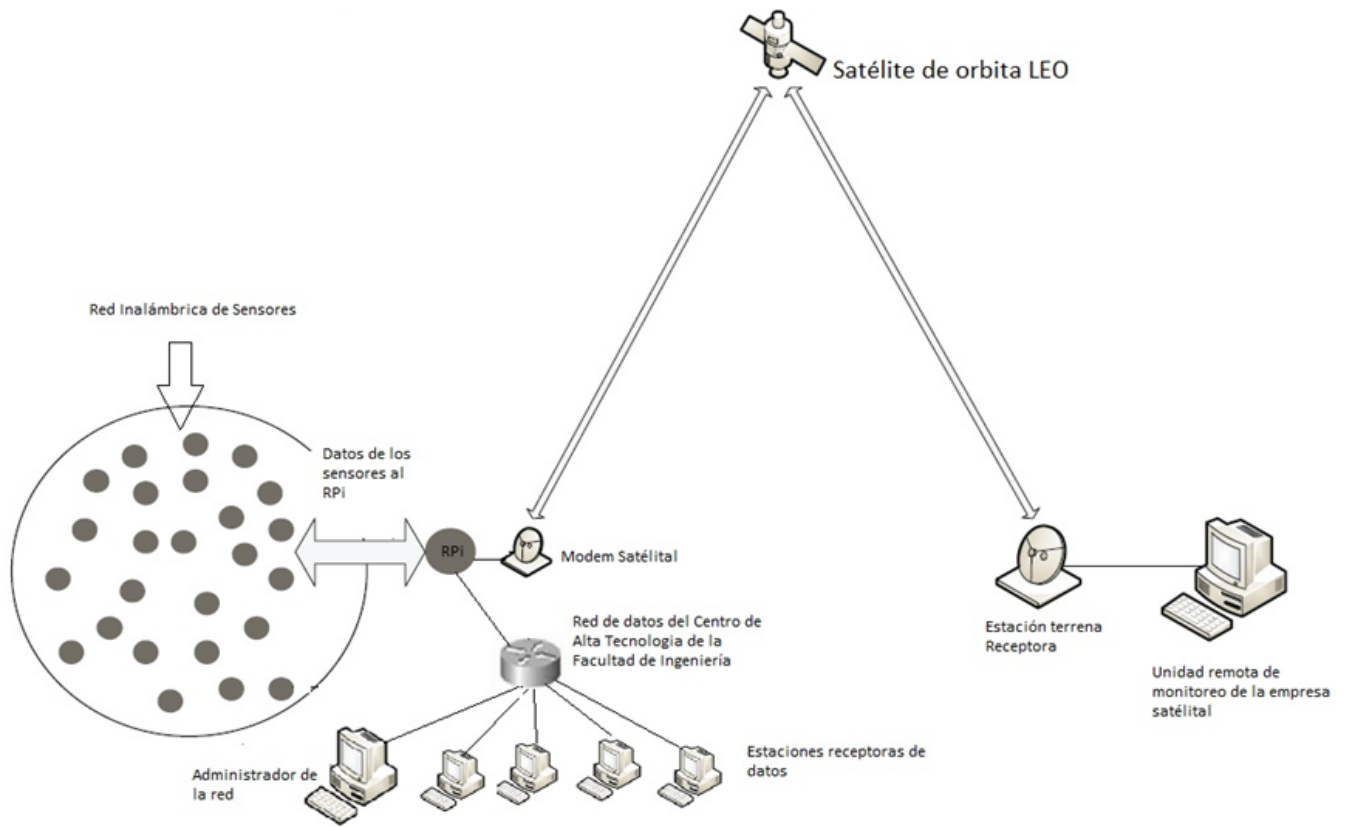 Satélite de orbita LEO
Red Inalámbrica de Sensores
Datos de los
sensores al
RPi
RPi
Modem Satélital
Red de datos del Centro de
Alta Tecnologia de la
Facultad de Ingeniería
Estación terrena
Receptora
Unidad remota de
monitoreo de la empresa
satélital
Administrador de
la red
Estaciones receptoras de
datos